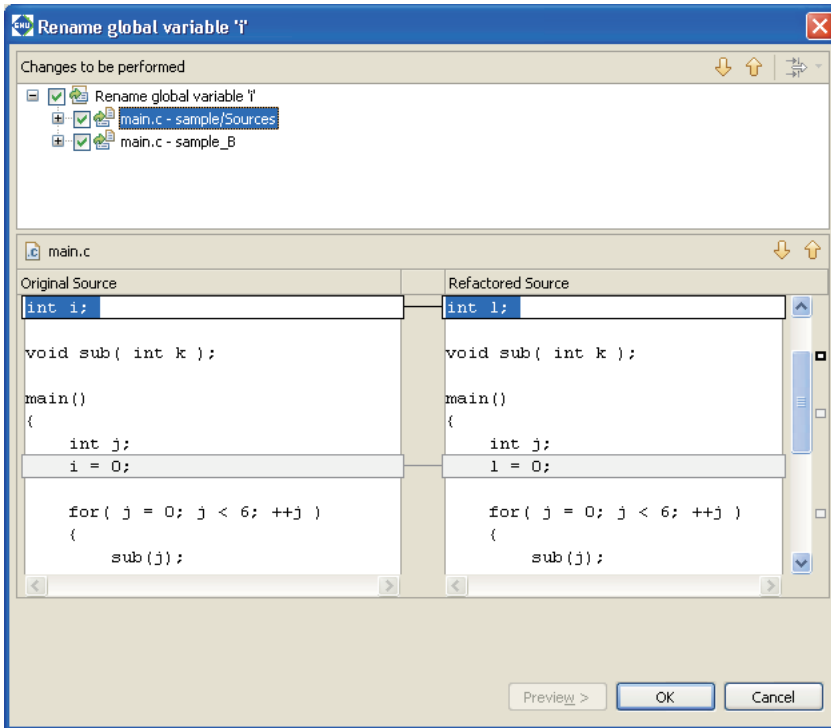 GNU Rename global variable 'i'
Changes to be performed
Rename global variable 'i'
main.c - sample/Sources
main.c - sample_B
.c main.c
Original Source
int i;
void sub( int k );
main()
{
int j;
i = 0;
for( j = 0; j < 6; ++j )
{
sub(j);
Refactored Source
int l;
void sub( int k );
main()
{
int j;
l = 0;
for( j = 0; j < 6; ++j )
{
sub(j);
Preview >
OK
Cancel